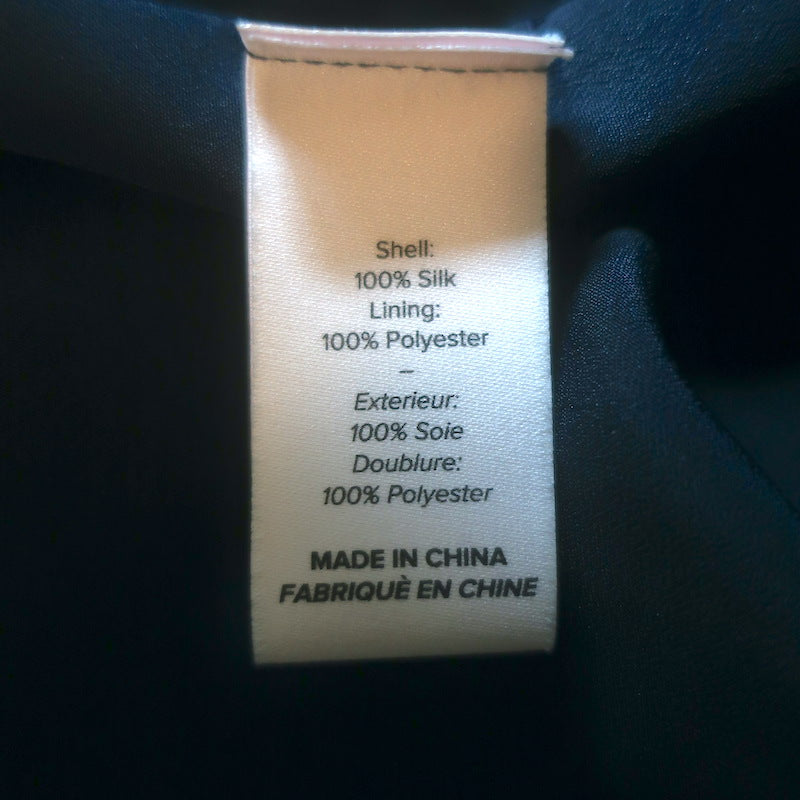 Shell:
100% Silk
Lining:
100% Polyester
–
Exterieur:
100% Soie
Doublure:
100% Polyester
MADE IN CHINA
FABRIQUÈ EN CHINE